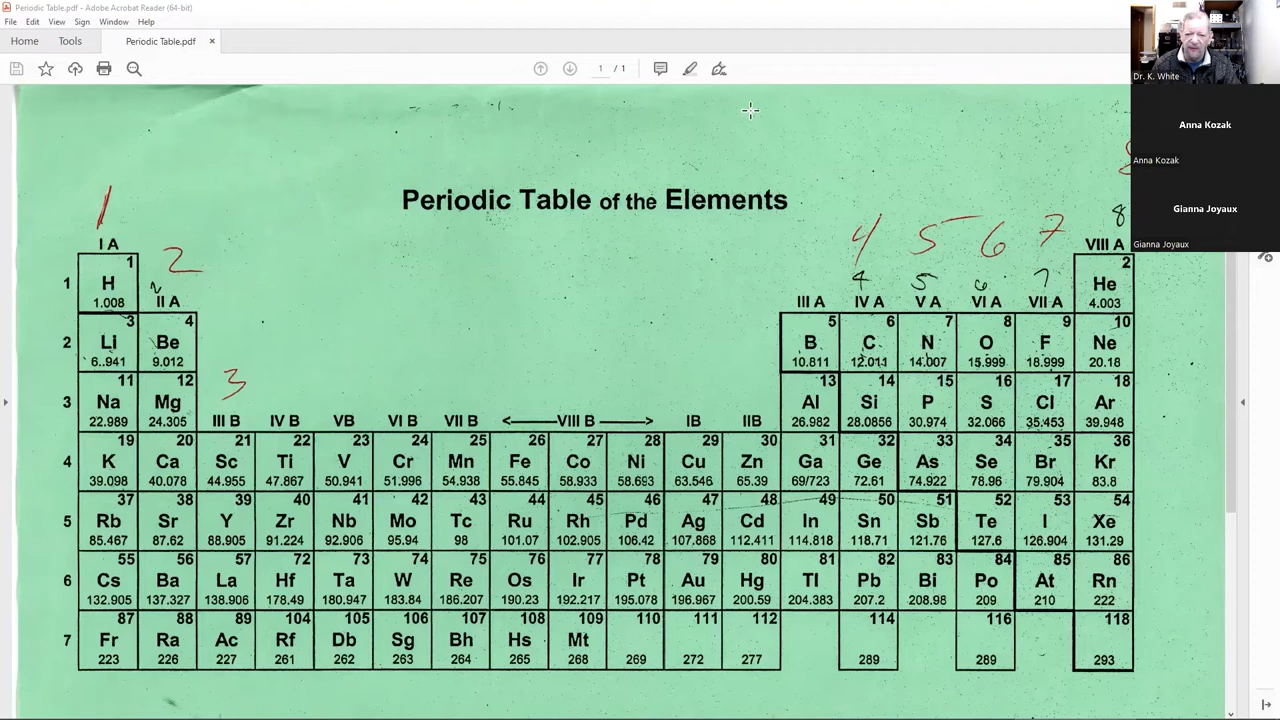 Periodic Table.pdf - Adobe Acrobat Reader (64-bit)
File Edit View Sign Window Help
Home Tools Periodic Table.pdf ×
1 / 1
Dr. K. White
Anna Kozak
Anna Kozak
Gianna Joyaux
Gianna Joyaux
Periodic Table of the Elements
1 2 3 4 5 6 7
2 4 5 6 7 8
I A II A III A IV A V A VI A VII A VIII A
III B IV B VB VI B VII B <——VIII B——> IB IIB
1 2
1 H He
1.008 4.003
3 4 5 6 7 8 9 10
2 Li Be B C N O F Ne
6..941 9.012 10.811 12.011 14.007 15.999 18.999 20.18
11 12 13 14 15 16 17 18
3 Na Mg Al Si P S Cl Ar
22.989 24.305 26.982 28.0856 30.974 32.066 35.453 39.948
19 20 21 22 23 24 25 26 27 28 29 30 31 32 33 34 35 36
4 K Ca Sc Ti V Cr Mn Fe Co Ni Cu Zn Ga Ge As Se Br Kr
39.098 40.078 44.955 47.867 50.941 51.996 54.938 55.845 58.933 58.693 63.546 65.39 69/723 72.61 74.922 78.96 79.904 83.8
37 38 39 40 41 42 43 44 45 46 47 48 49 50 51 52 53 54
5 Rb Sr Y Zr Nb Mo Tc Ru Rh Pd Ag Cd In Sn Sb Te I Xe
85.467 87.62 88.905 91.224 92.906 95.94 98 101.07 102.905 106.42 107.868 112.411 114.818 118.71 121.76 127.6 126.904 131.29
55 56 57 72 73 74 75 76 77 78 79 80 81 82 83 84 85 86
6 Cs Ba La Hf Ta W Re Os Ir Pt Au Hg Tl Pb Bi Po At Rn
132.905 137.327 138.906 178.49 180.947 183.84 186.207 190.23 192.217 195.078 196.967 200.59 204.383 207.2 208.98 209 210 222
87 88 89 104 105 106 107 108 109 110 111 112 114 116 118
7 Fr Ra Ac Rf Db Sg Bh Hs Mt
223 226 227 261 262 263 264 265 268 269 272 277 289 289 293